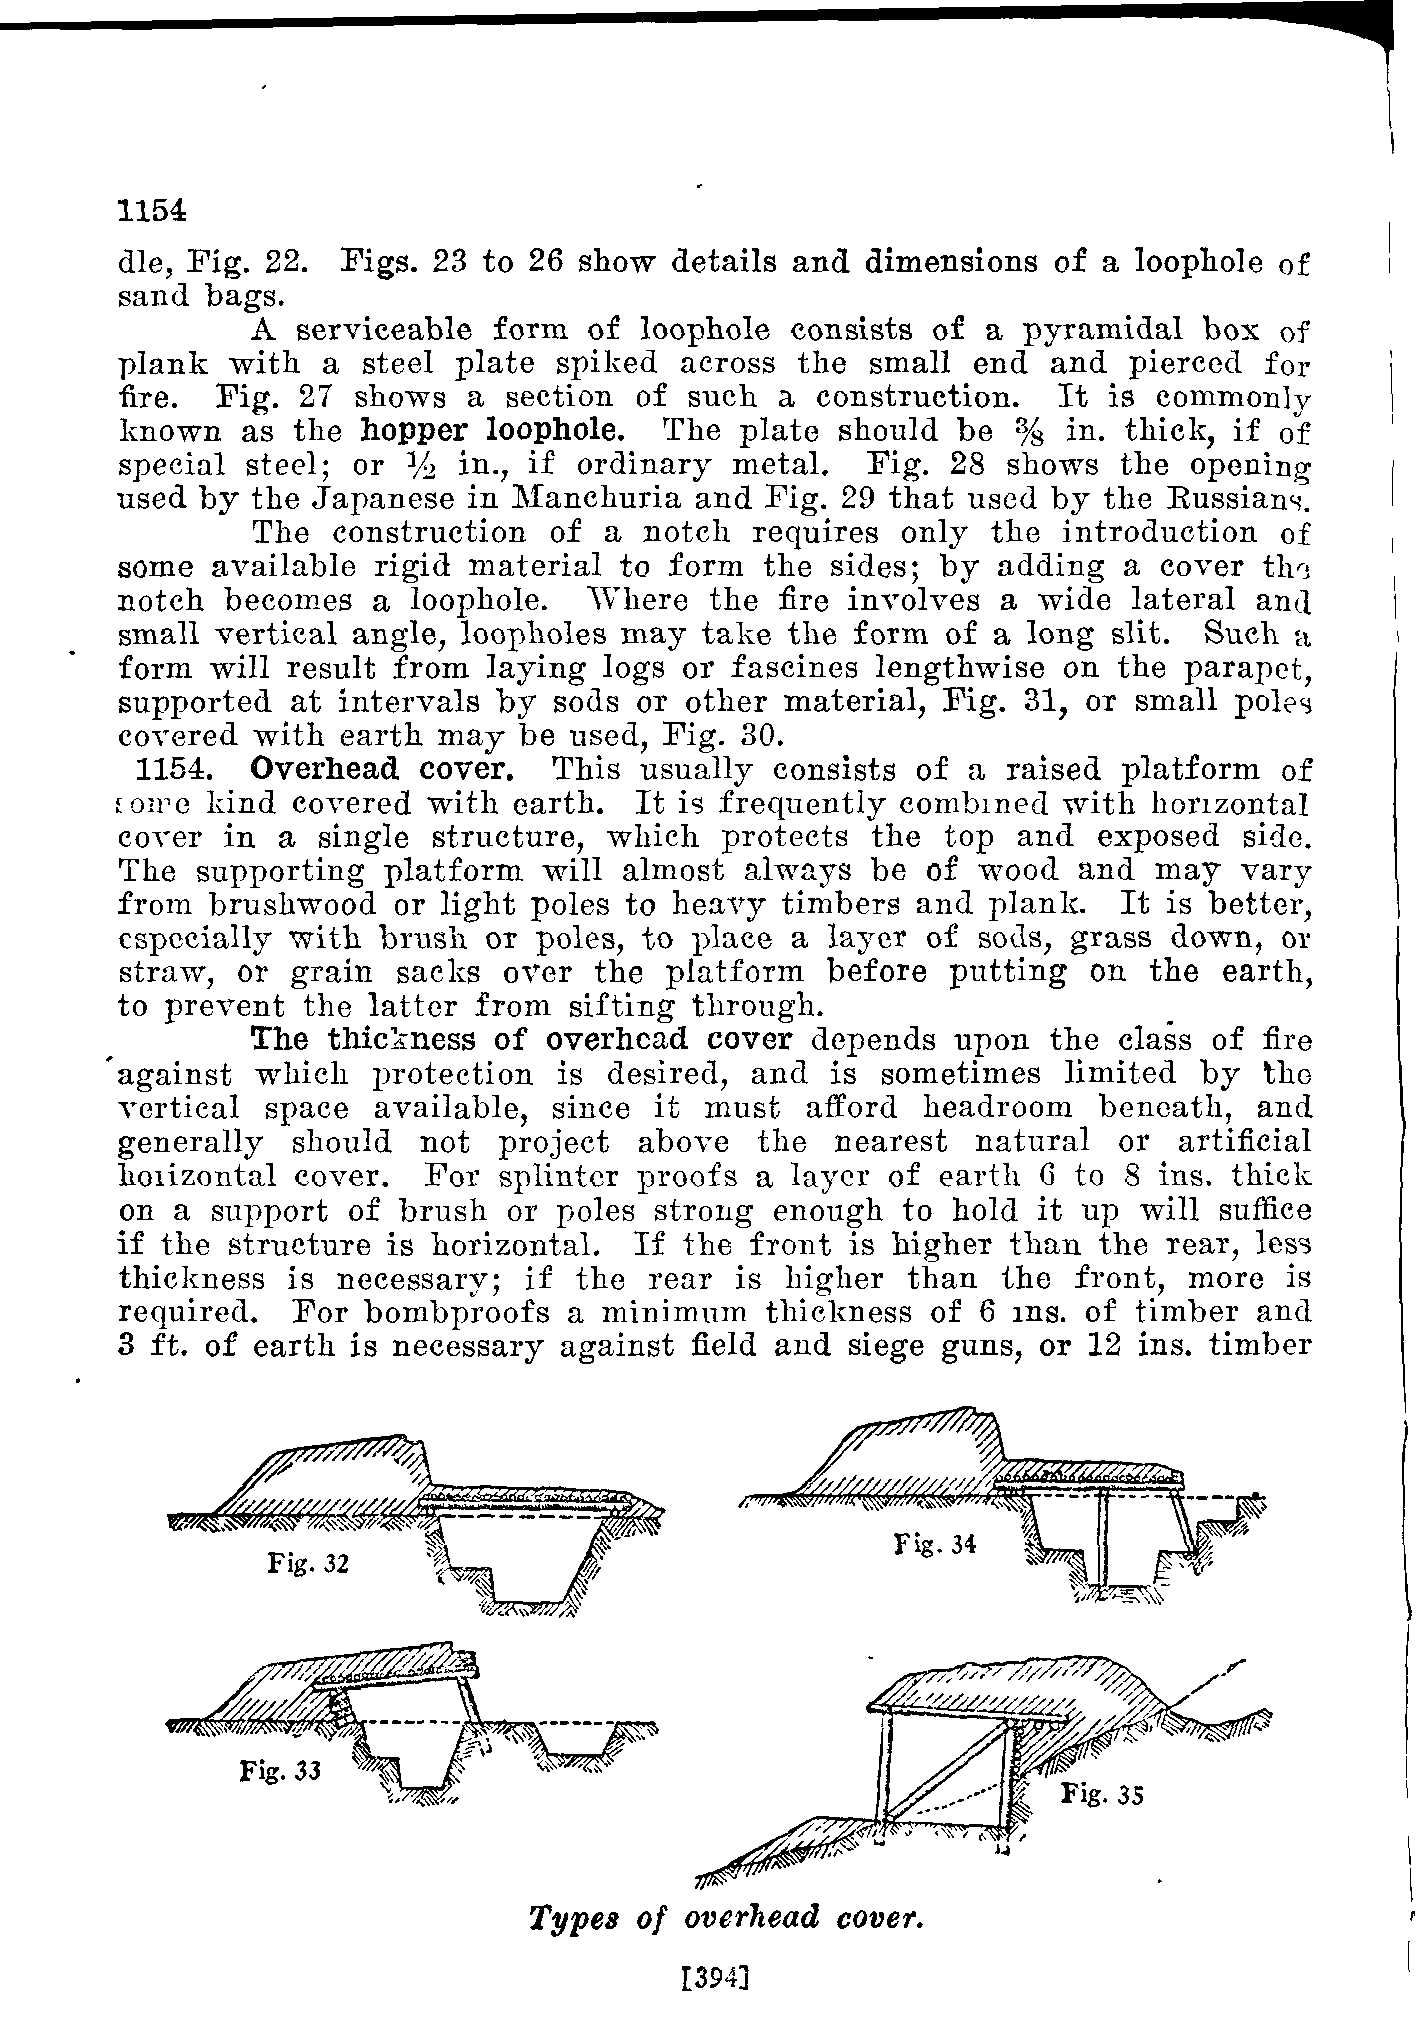 1154
dle, Fig. 22. Figs. 23 to 26 show details and dimensions of a loophole of
sand bags.
A serviceable form of loophole consists of a pyramidal box of
plank with a steel plate spiked across the small end and pierced for
fire. Fig. 27 shows a section of such a construction. It is commonly
known as the hopper loophole. The plate should be ⅜ in. thick, if of
special steel; or ½ in., if ordinary metal. Fig. 28 shows the opening
used by the Japanese in Manchuria and Fig. 29 that used by the Russians.
The construction of a notch requires only the introduction of
some available rigid material to form the sides; by adding a cover the
notch becomes a loophole. Where the fire involves a wide lateral and
small vertical angle, loopholes may take the form of a long slit. Such a
form will result from laying logs or fascines lengthwise on the parapet,
supported at intervals by sods or other material, Fig. 31, or small poles
covered with earth may be used, Fig. 30.
1154. Overhead cover. This usually consists of a raised platform of
some kind covered with earth. It is frequently combined with horizontal
cover in a single structure, which protects the top and exposed side.
The supporting platform will almost always be of wood and may vary
from brushwood or light poles to heavy timbers and plank. It is better,
especially with brush or poles, to place a layer of sods, grass down, or
straw, or grain sacks over the platform before putting on the earth,
to prevent the latter from sifting through.
The thickness of overhead cover depends upon the class of fire
against which protection is desired, and is sometimes limited by the
vertical space available, since it must afford headroom beneath, and
generally should not project above the nearest natural or artificial
horizontal cover. For splinter proofs a layer of earth 6 to 8 ins. thick
on a support of brush or poles strong enough to hold it up will suffice
if the structure is horizontal. If the front is higher than the rear, less
thickness is necessary; if the rear is higher than the front, more is
required. For bombproofs a minimum thickness of 6 ins. of timber and
3 ft. of earth is necessary against field and siege guns, or 12 ins. timber
Fig. 32
Fig. 34
Fig. 33
Fig. 35
Types of overhead cover.
[394]